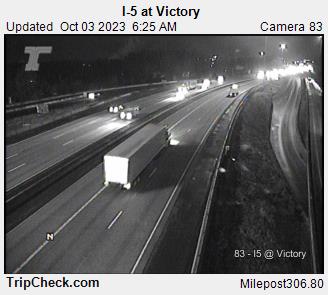 I-5 at Victory
Updated Oct 03 2023 6:25 AM Camera 83
N
83 - I5 @ Victory
TripCheck.com Milepost306.80